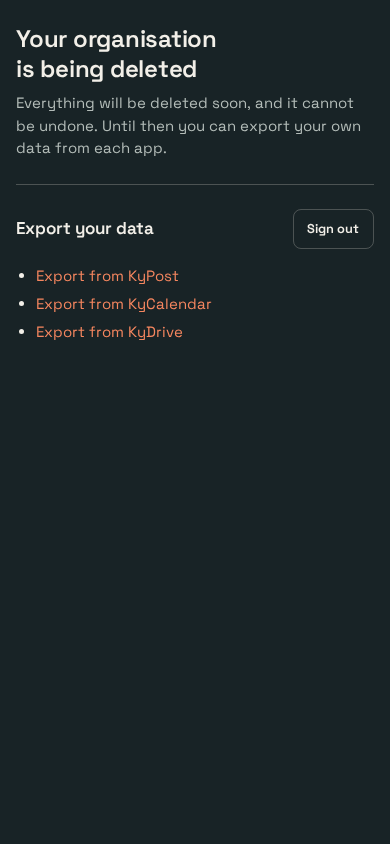 Your organisation
is being deleted
Everything will be deleted soon, and it cannot
be undone. Until then you can export your own
data from each app.
Export your data
Sign out
Export from KyPost
Export from KyCalendar
Export from KyDrive